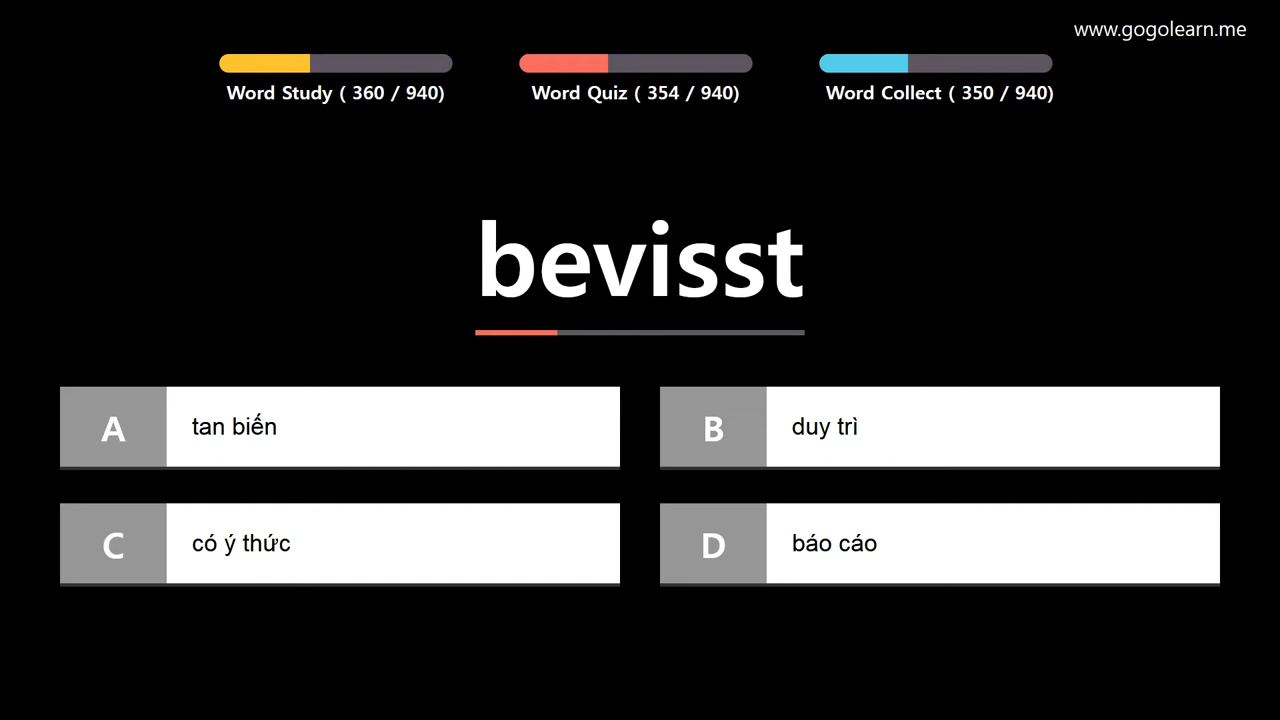 www.gogolearn.me
Word Study ( 360 / 940)
Word Quiz ( 354 / 940)
Word Collect ( 350 / 940)
bevisst
A
tan biến
B
duy trì
C
có ý thức
D
báo cáo